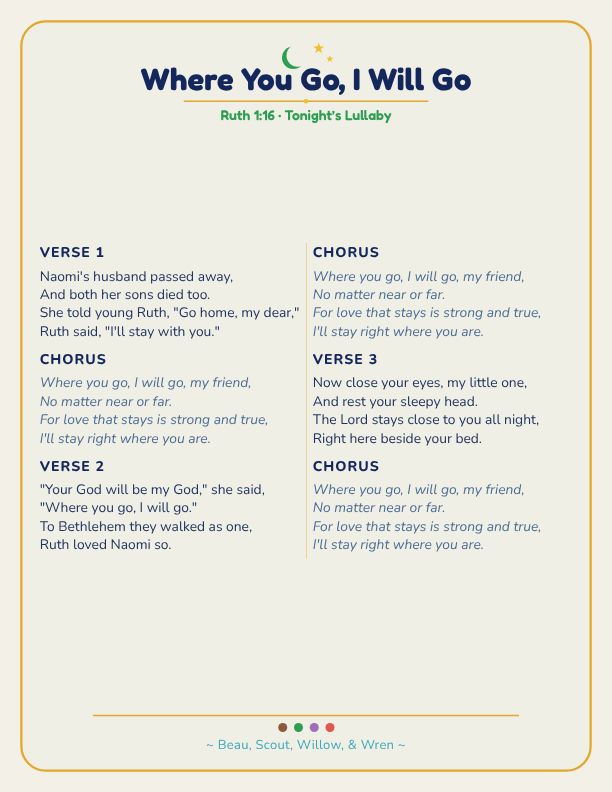 Where You Go, I Will Go
Ruth 1:16 · Tonight's Lullaby
VERSE 1
Naomi's husband passed away,
And both her sons died too.
She told young Ruth, "Go home, my dear,"
Ruth said, "I'll stay with you."
CHORUS
Where you go, I will go, my friend,
No matter near or far.
For love that stays is strong and true,
I'll stay right where you are.
VERSE 2
"Your God will be my God," she said,
"Where you go, I will go."
To Bethlehem they walked as one,
Ruth loved Naomi so.
CHORUS
Where you go, I will go, my friend,
No matter near or far.
For love that stays is strong and true,
I'll stay right where you are.
VERSE 3
Now close your eyes, my little one,
And rest your sleepy head.
The Lord stays close to you all night,
Right here beside your bed.
CHORUS
Where you go, I will go, my friend,
No matter near or far.
For love that stays is strong and true,
I'll stay right where you are.
~ Beau, Scout, Willow, & Wren ~